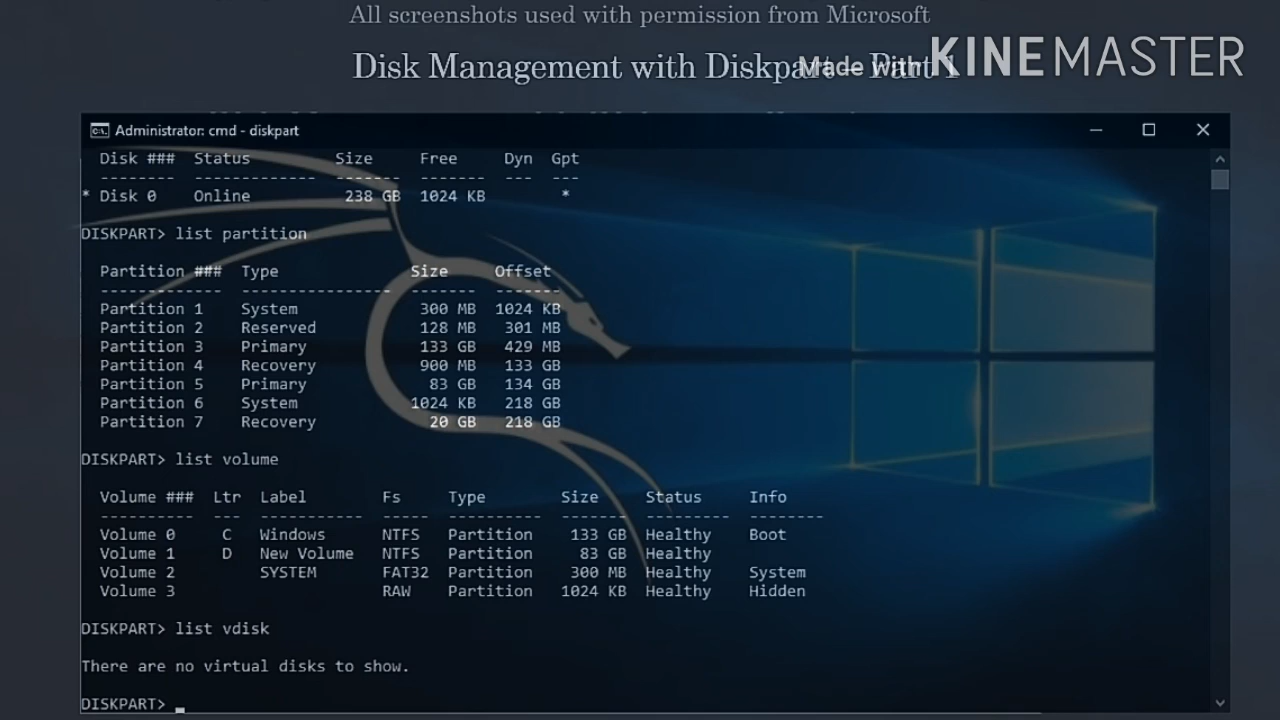 All screenshots used with permission from Microsoft
Disk Management with Diskpart – Part 1
Made with KINEMASTER
Administrator: cmd - diskpart
Disk ### Status Size Free Dyn Gpt
-------- ------------- ------- ------- --- ---
* Disk 0 Online 238 GB 1024 KB *
DISKPART> list partition
Partition ### Type Size Offset
------------- ---------------- ------- -------
Partition 1 System 300 MB 1024 KB
Partition 2 Reserved 128 MB 301 MB
Partition 3 Primary 133 GB 429 MB
Partition 4 Recovery 900 MB 133 GB
Partition 5 Primary 83 GB 134 GB
Partition 6 System 1024 KB 218 GB
Partition 7 Recovery 20 GB 218 GB
DISKPART> list volume
Volume ### Ltr Label Fs Type Size Status Info
---------- --- ----------- ----- ---------- ------- --------- --------
Volume 0 C Windows NTFS Partition 133 GB Healthy Boot
Volume 1 D New Volume NTFS Partition 83 GB Healthy
Volume 2 SYSTEM FAT32 Partition 300 MB Healthy System
Volume 3 RAW Partition 1024 KB Healthy Hidden
DISKPART> list vdisk
There are no virtual disks to show.
DISKPART>